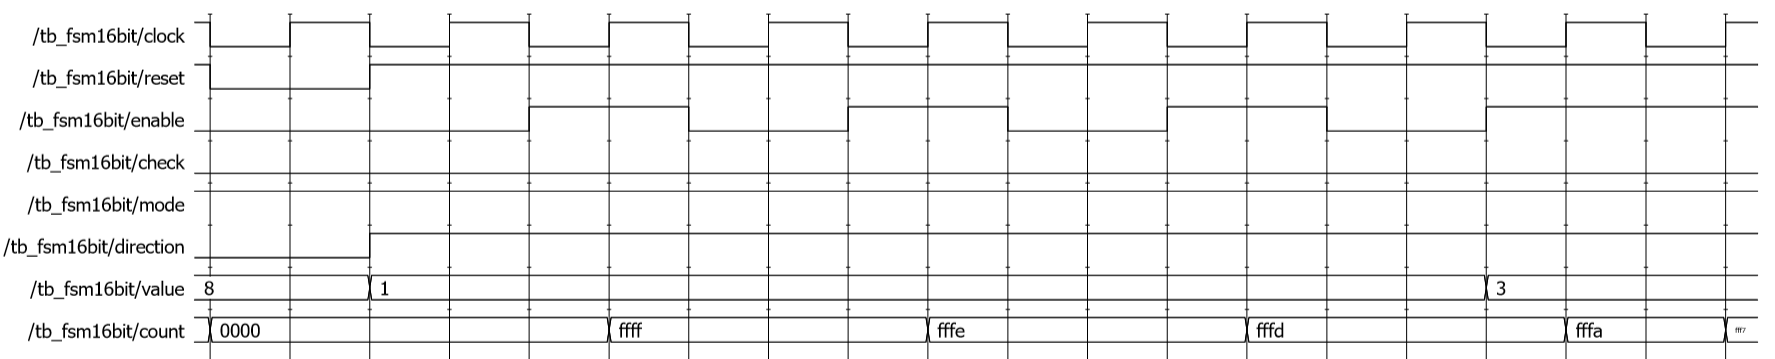 /tb_fsm16bit/clock
/tb_fsm16bit/reset
/tb_fsm16bit/enable
/tb_fsm16bit/check
/tb_fsm16bit/mode
/tb_fsm16bit/direction
/tb_fsm16bit/value 8 1 3
/tb_fsm16bit/count 0000 ffff fffe fffd fffa fff7